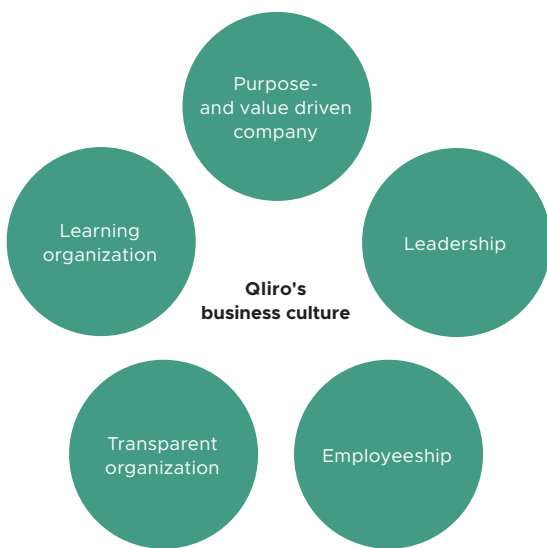 Purpose-
and value driven
company
Learning
organization
Leadership
Qliro's
business culture
Transparent
organization
Employeeship